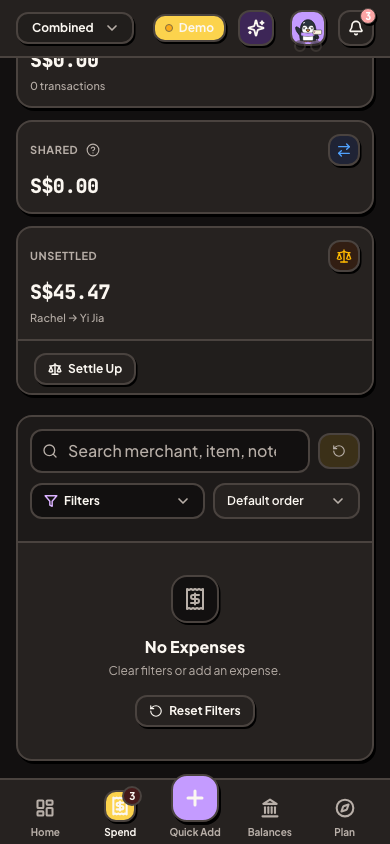 Combined
Demo
3
S$0.00
0 transactions
SHARED
S$0.00
UNSETTLED
S$45.47
Rachel → Yi Jia
Settle Up
Search merchant, item, note
Filters
Default order
No Expenses
Clear filters or add an expense.
Reset Filters
3
Home
Spend
Quick Add
Balances
Plan